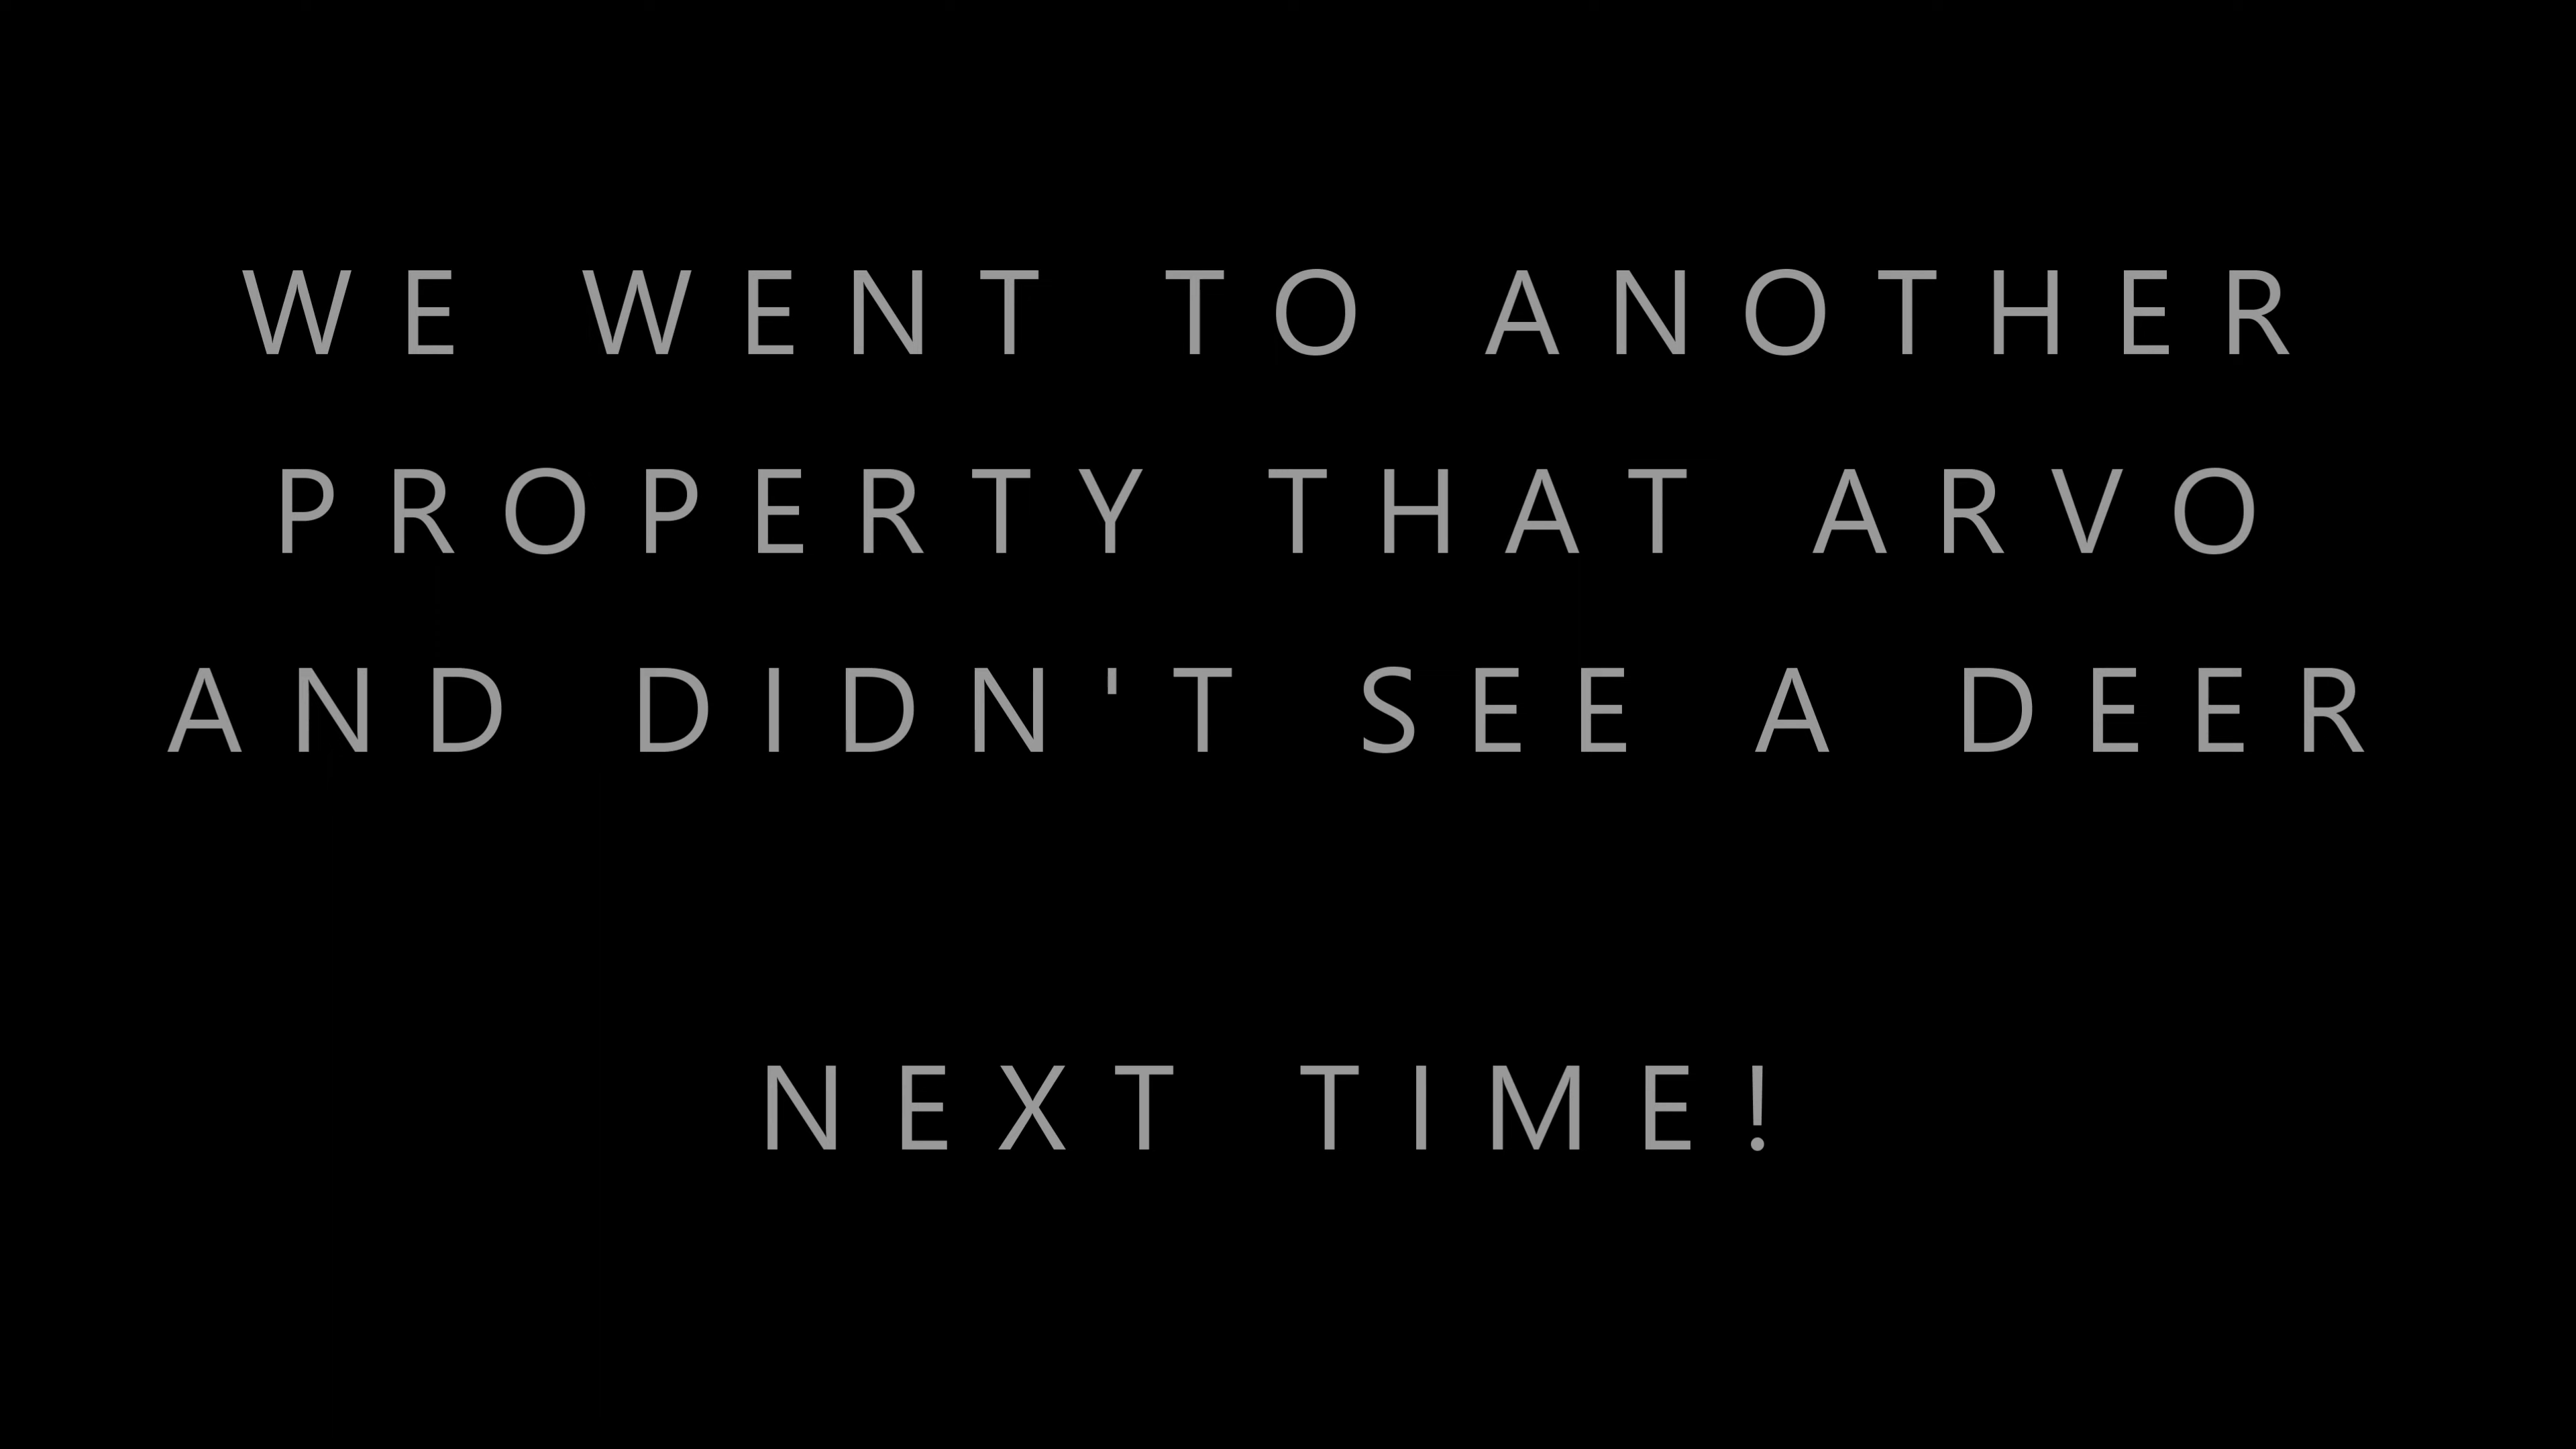 WE WENT TO ANOTHER
PROPERTY THAT ARVO
AND DIDN'T SEE A DEER
NEXT TIME!